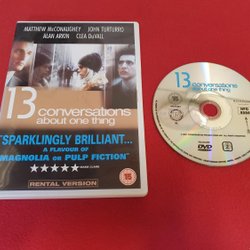 MATTHEW McCONAUGHEY JOHN TURTURRO
ALAN ARKIN CLEA DuVALL
13 conversations
about one thing
"SPARKLINGLY BRILLIANT...
A FLAVOUR OF
MAGNOLIA or PULP FICTION"
★★★★★
RENTAL VERSION
15
13 conversations
about one thing
15
DVD